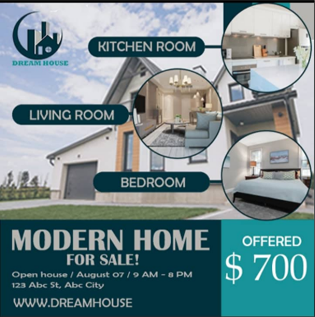 DREAM HOUSE
KITCHEN ROOM
LIVING ROOM
BEDROOM
MODERN HOME
FOR SALE!
Open house / August 07 / 9 AM - 8 PM
123 Abc St, Abc City
WWW.DREAMHOUSE
OFFERED
$ 700